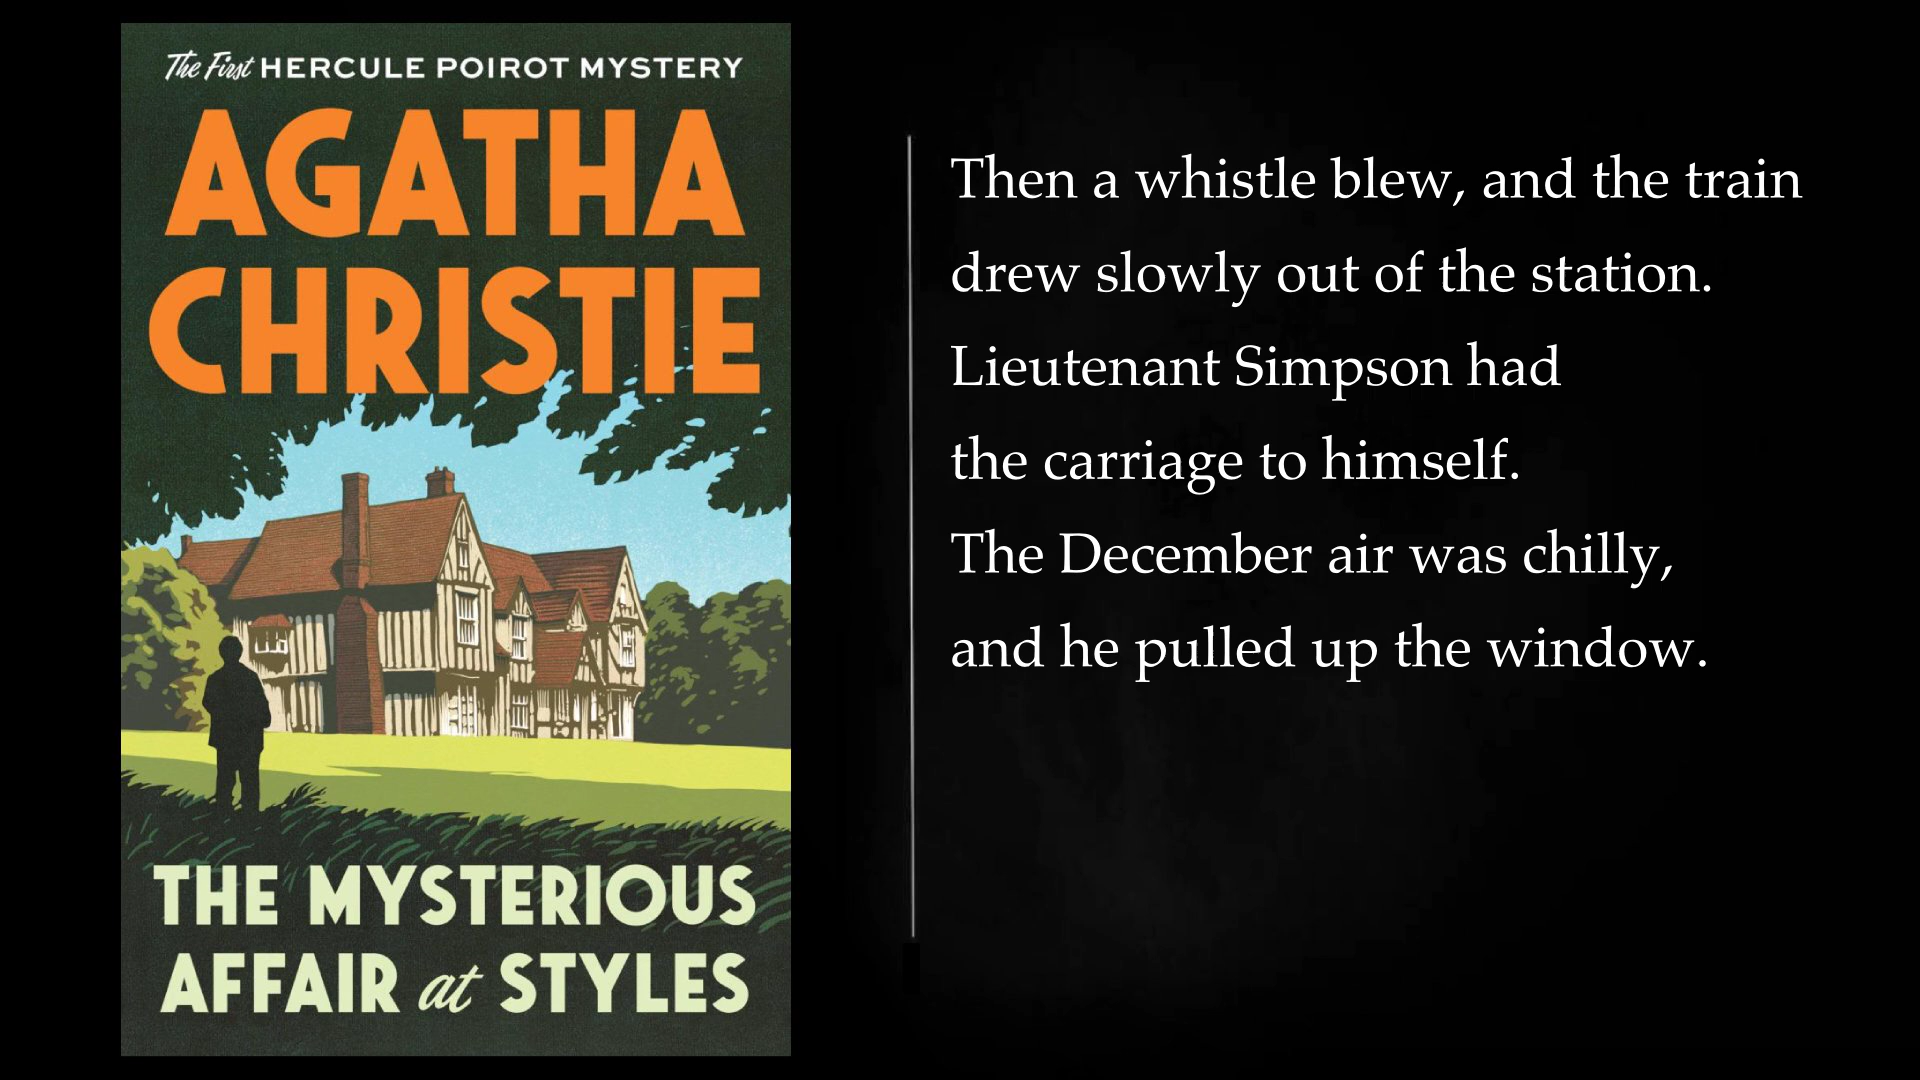 The First HERCULE POIROT MYSTERY
AGATHA
CHRISTIE
THE MYSTERIOUS
AFFAIR at STYLES
Then a whistle blew, and the train
drew slowly out of the station.
Lieutenant Simpson had
the carriage to himself.
The December air was chilly,
and he pulled up the window.